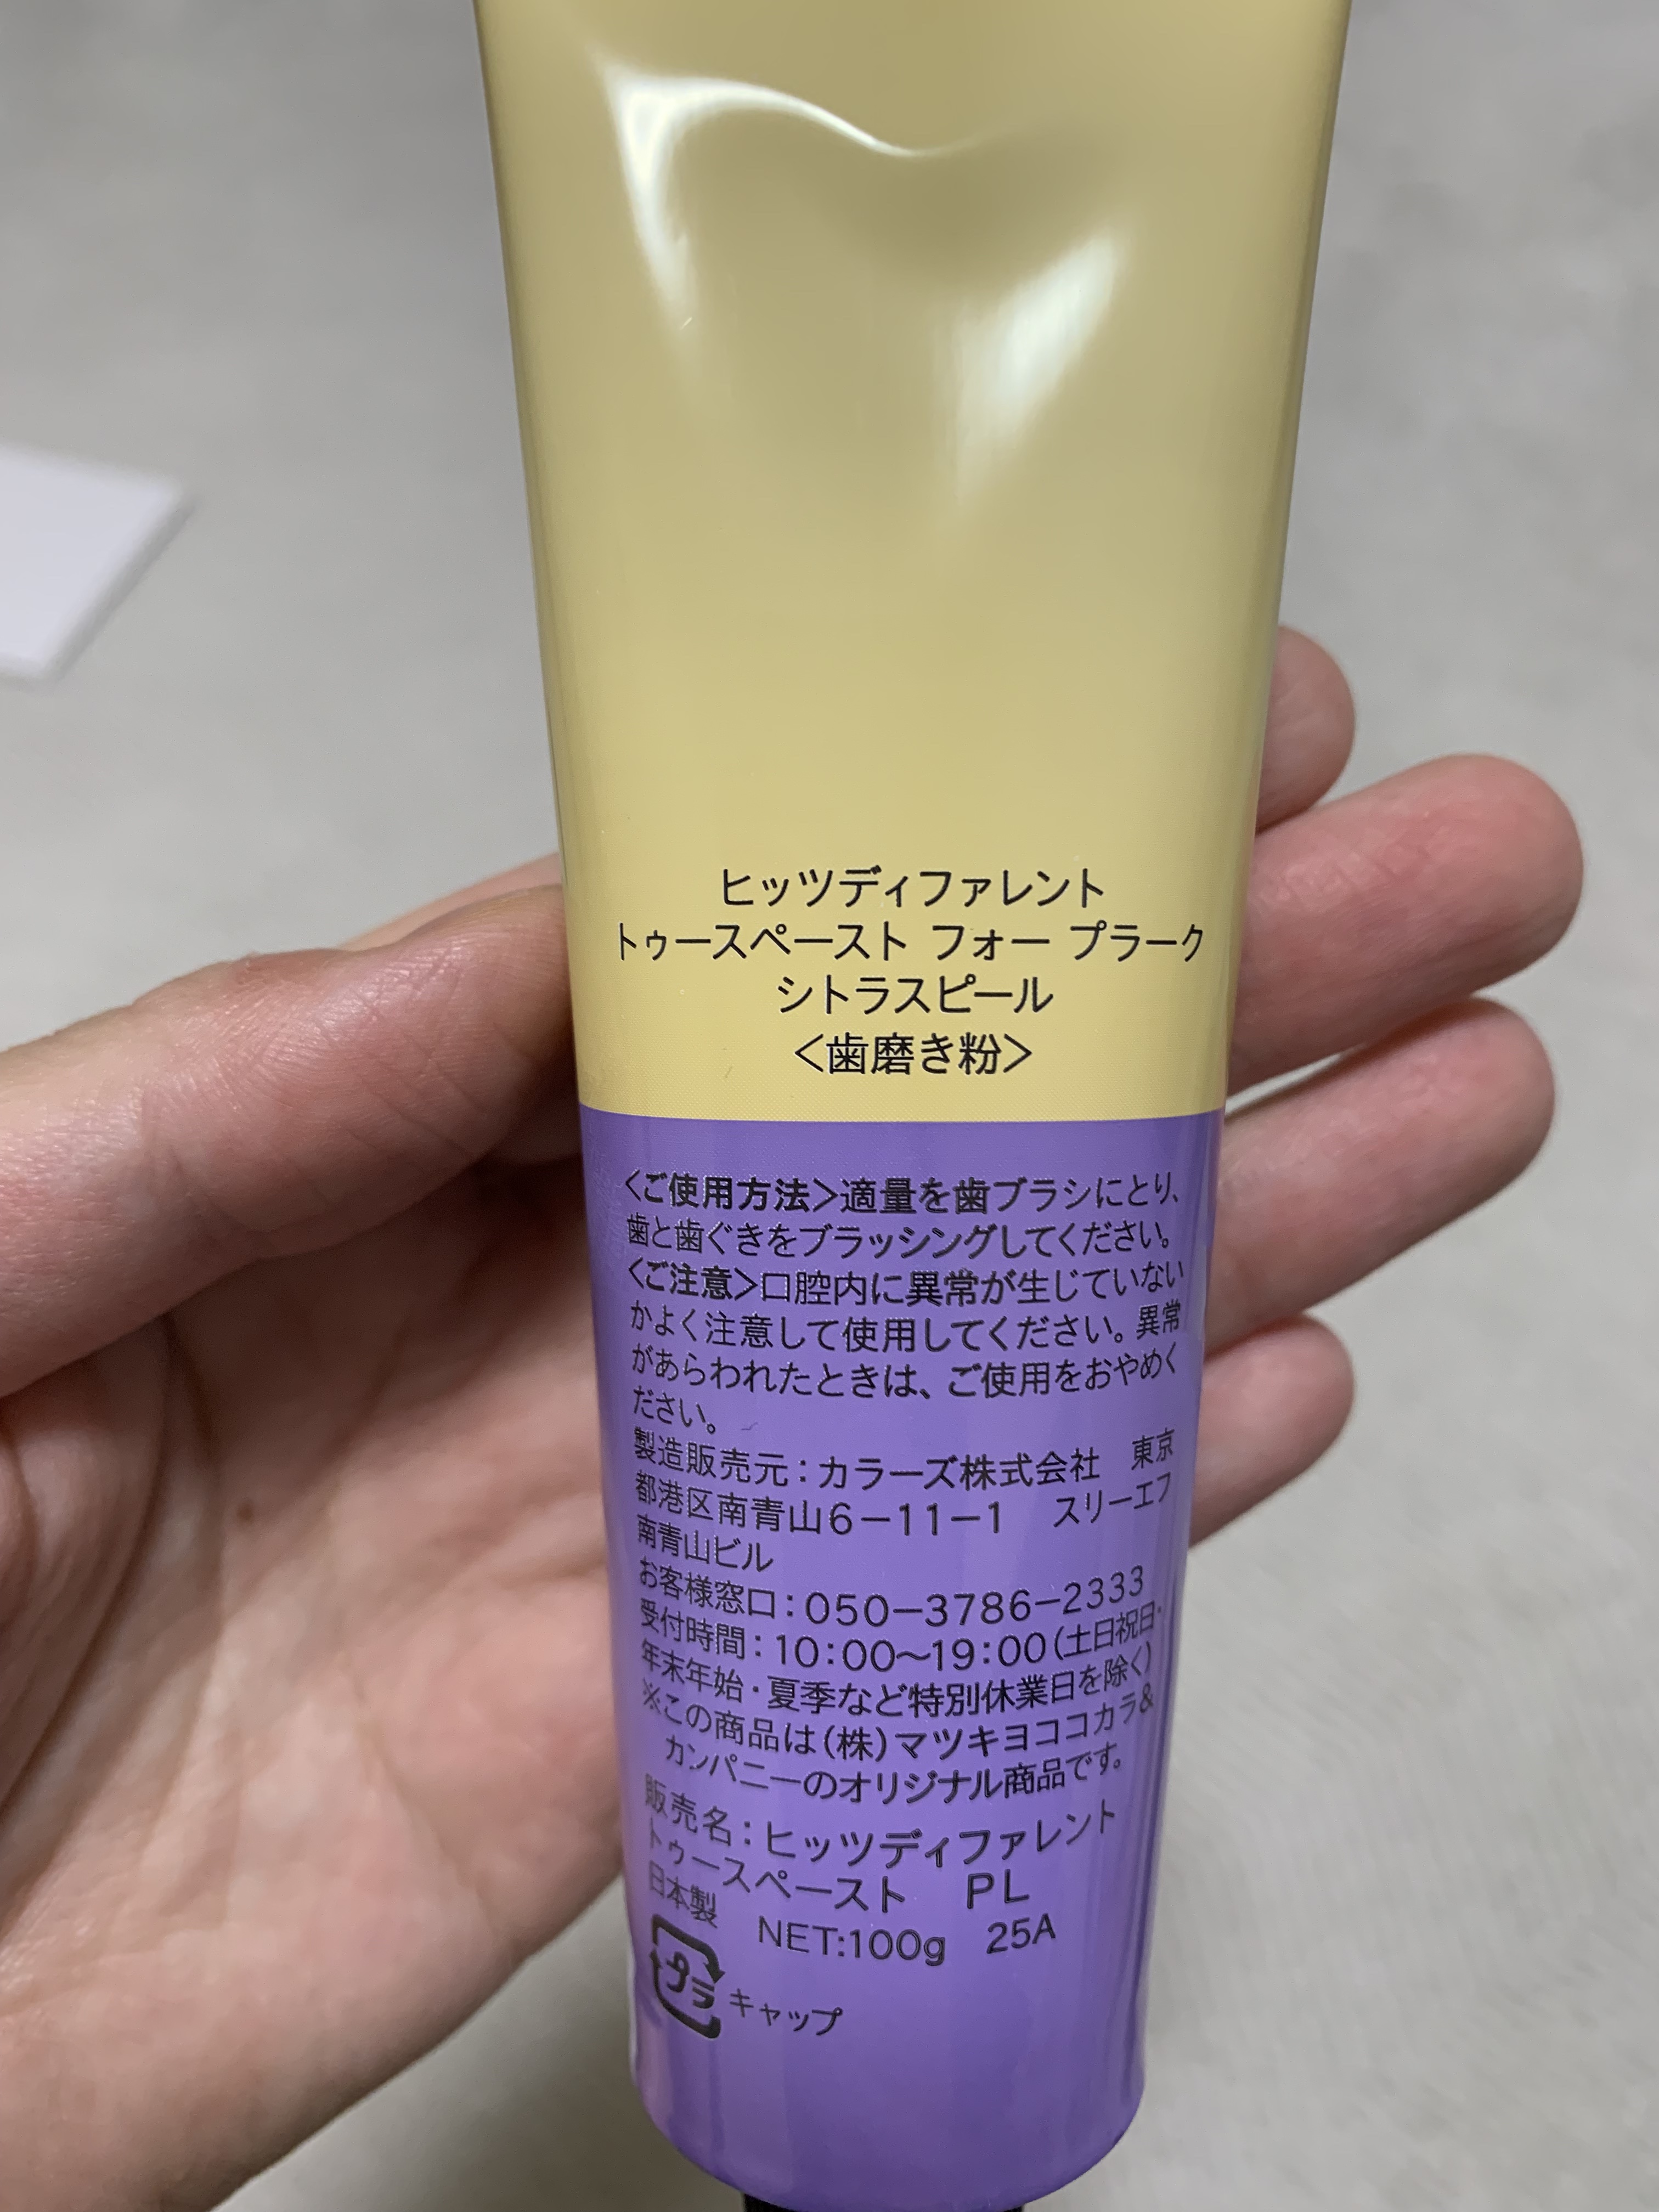 ヒッツディファレント
トゥースペースト フォー プラーク
シトラスピール
〈歯磨き粉〉
〈ご使用方法〉適量を歯ブラシにとり、
歯と歯ぐきをブラッシングしてください。
〈ご注意〉口腔内に異常が生じていない
かよく注意して使用してください。異常
があらわれたときは、ご使用をおやめく
ださい。
製造販売元：カラーズ株式会社　東京
都港区南青山6－11－1　スリーエフ
南青山ビル
お客様窓口：050－3786－2333
受付時間：10：00～19：00（土日祝日・
年末年始・夏季など特別休業日を除く）
※この商品は（株）マツキヨココカラ＆
カンパニーのオリジナル商品です。
販売名：ヒッツディファレント
トゥースペースト　PL
日本製　NET:100g　25A
プラ キャップ